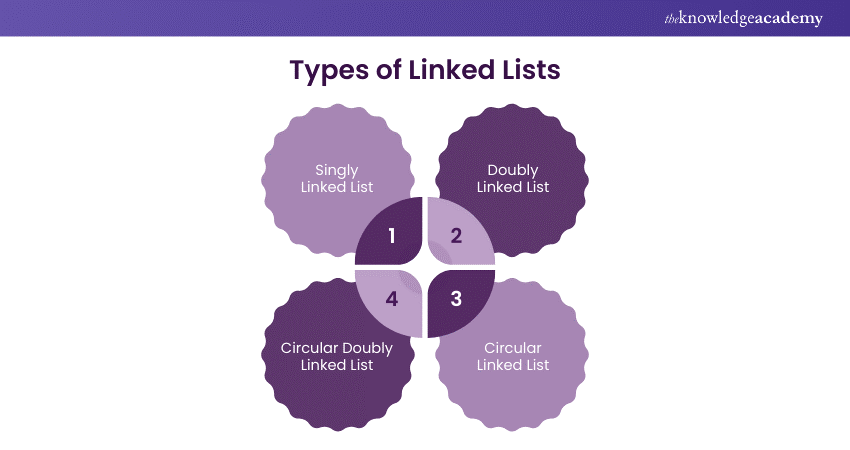 theknowledgeacademy
Types of Linked Lists
Singly
Linked List
Doubly
Linked List
1
2
4
3
Circular Doubly
Linked List
Circular
Linked List